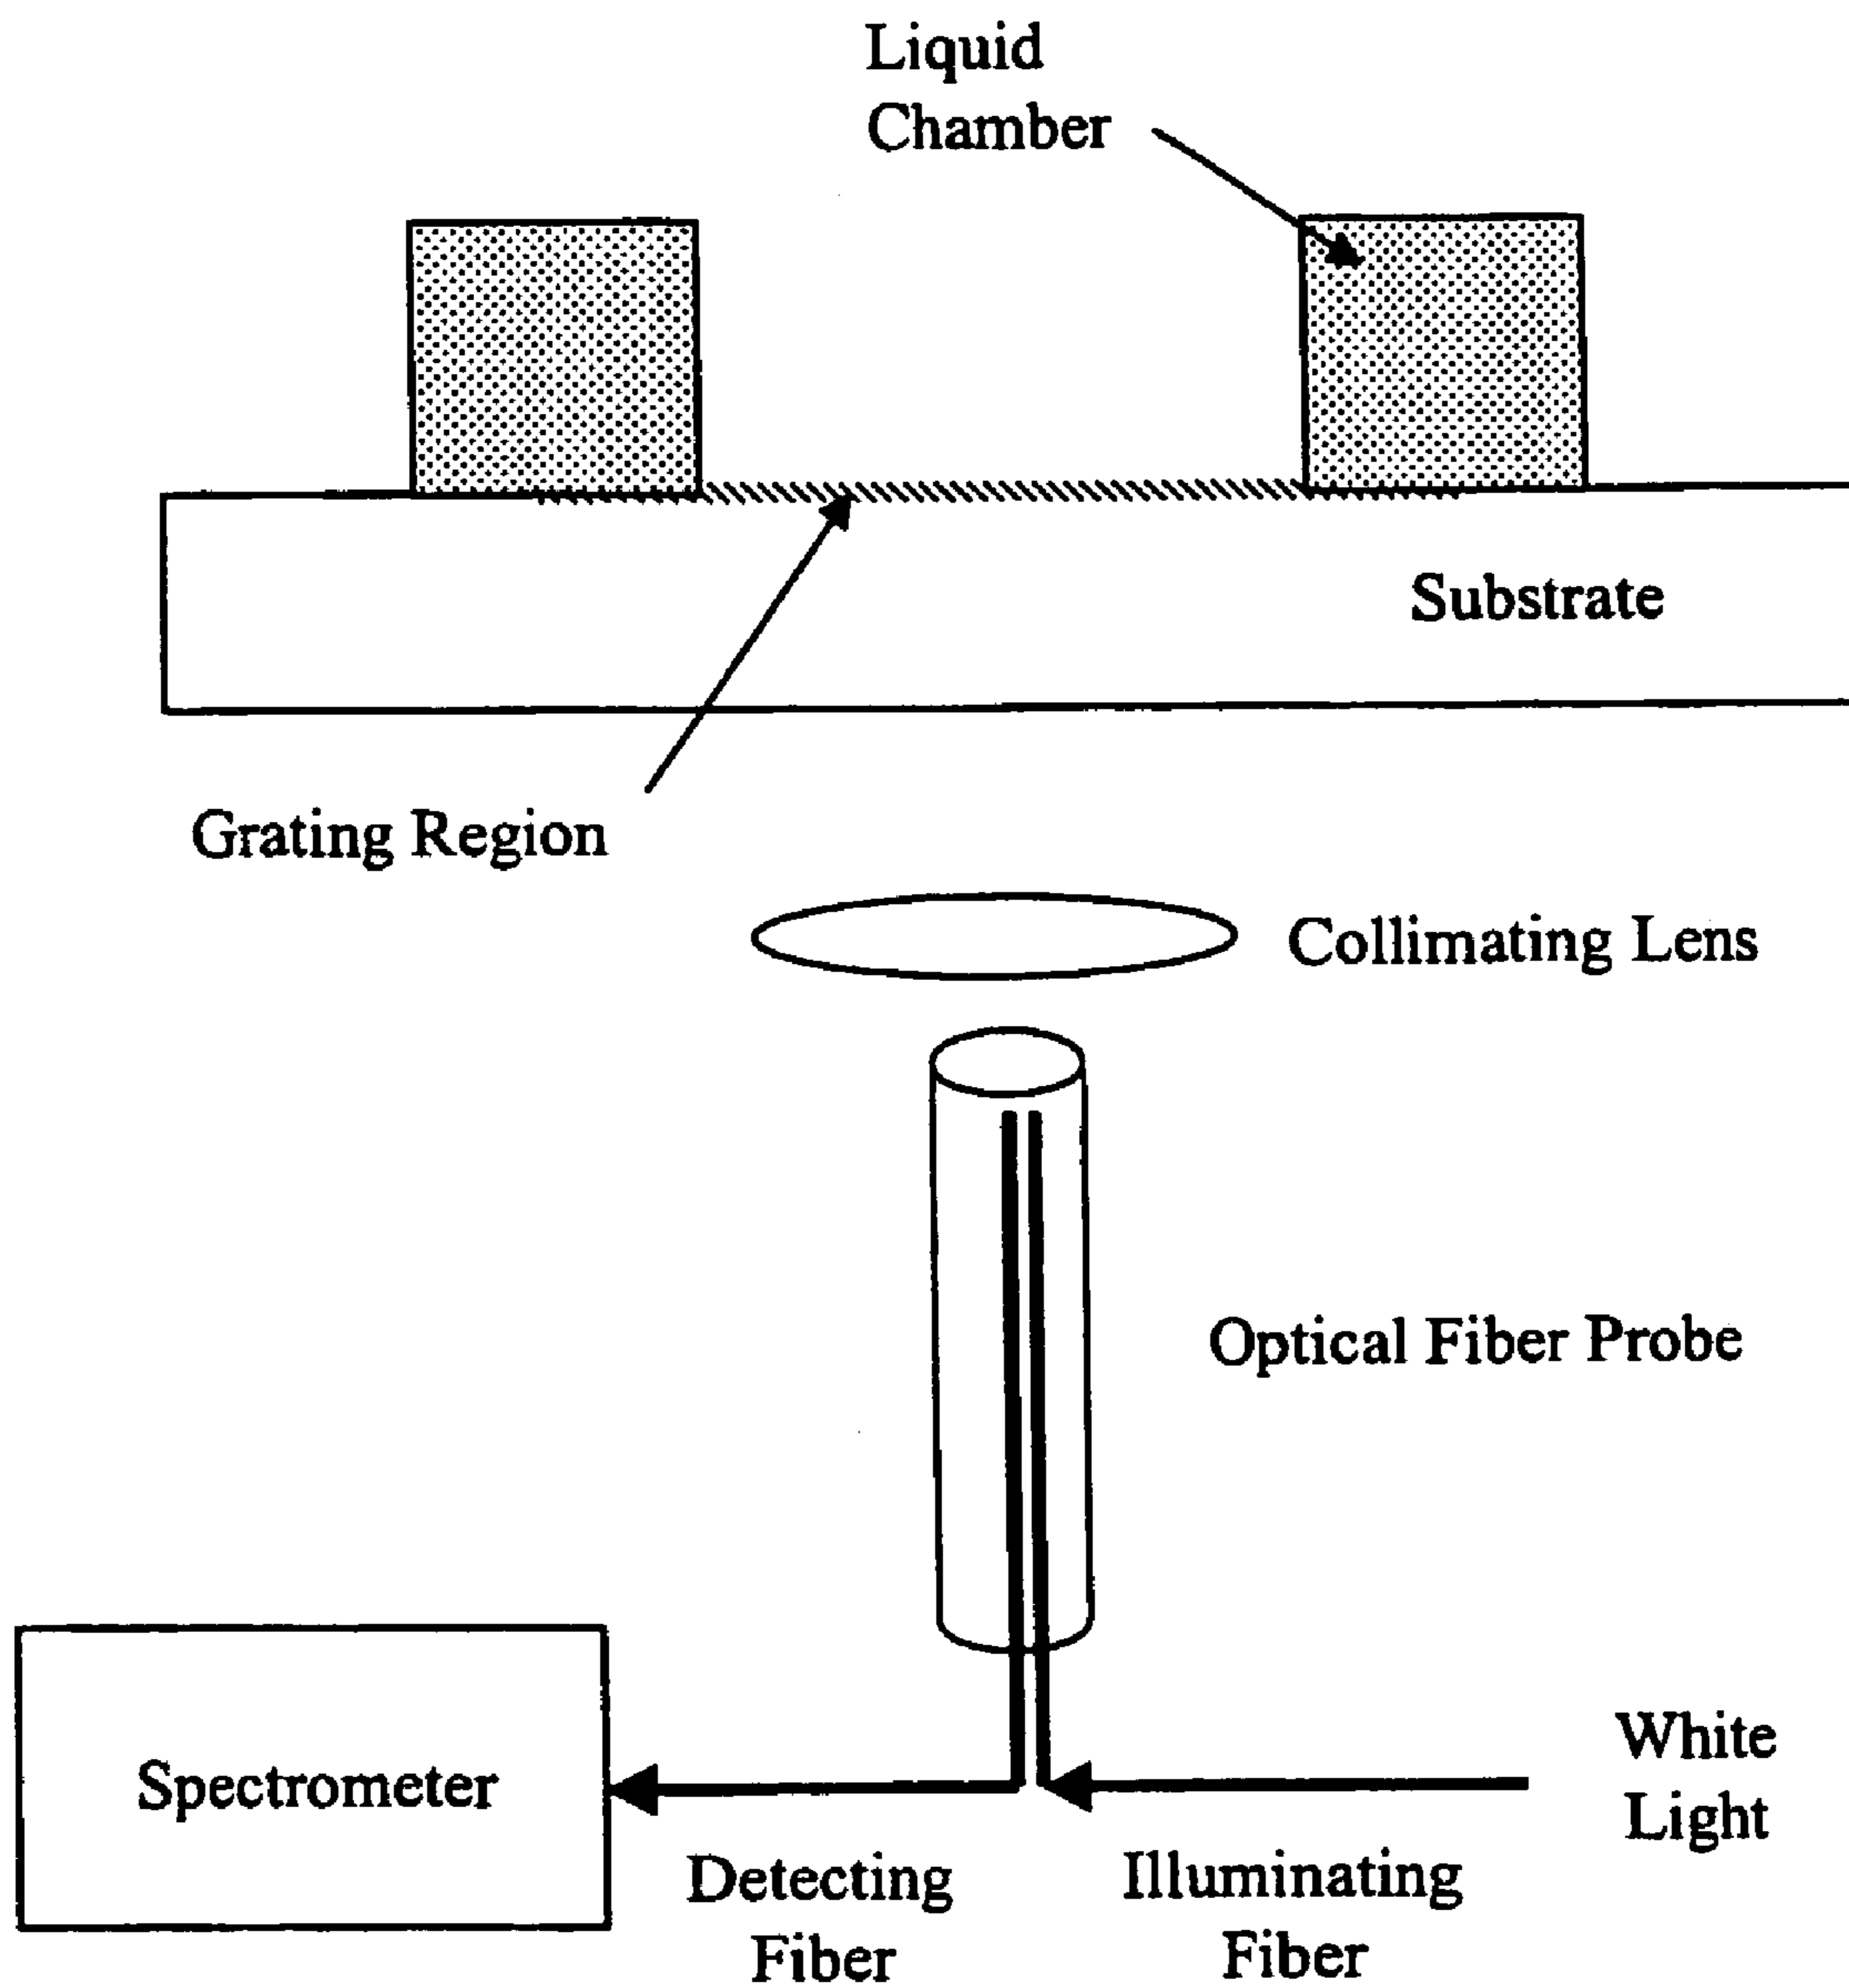 Liquid
Chamber
Substrate
Grating Region
Collimating Lens
Optical Fiber Probe
White
Light
Spectrometer
Detecting
Fiber
Illuminating
Fiber